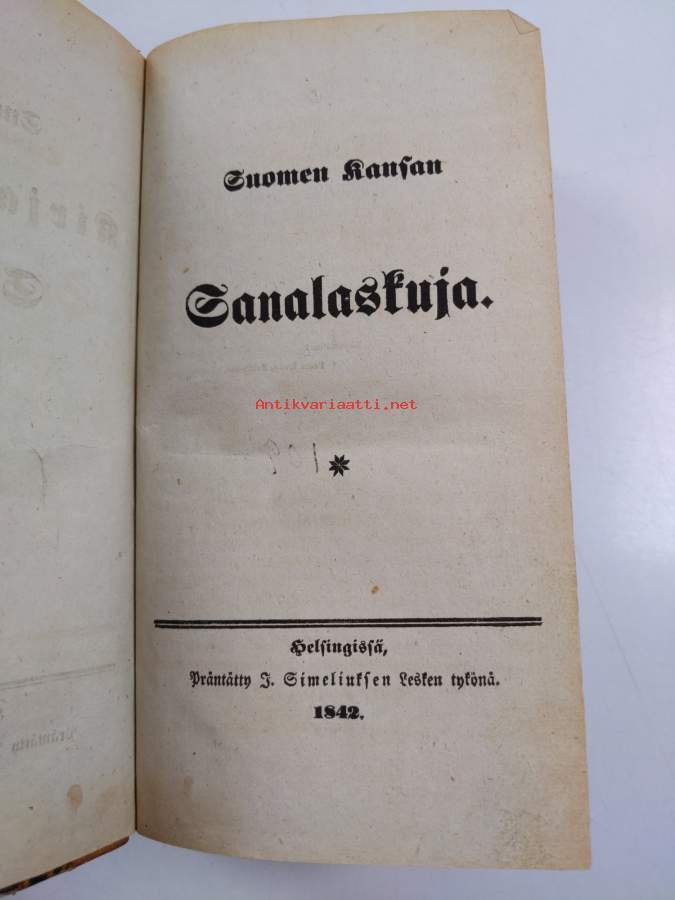 Suomen Kansan
Sanalaskuja.
Antikvariaatti.net
Helsingissä,
Präntätty J. Simeliuksen Lesken tykönä.
1842.